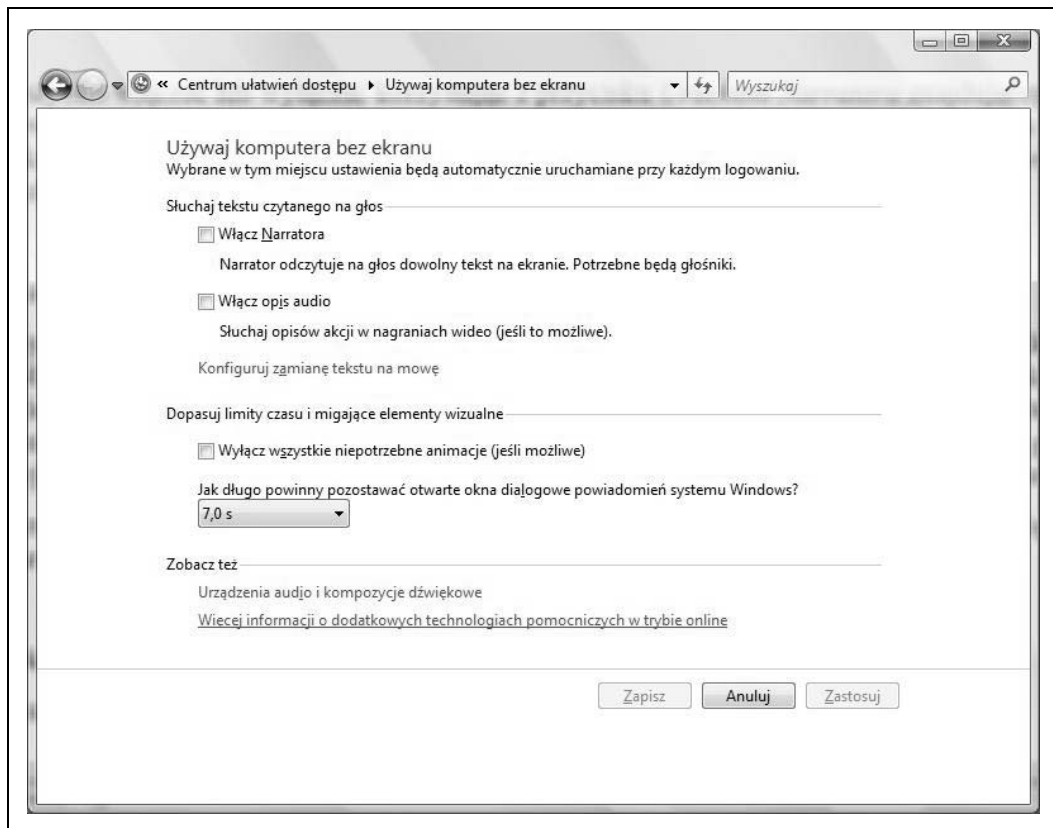 « Centrum ułatwień dostępu ▸ Używaj komputera bez ekranu
Wyszukaj
Używaj komputera bez ekranu
Wybrane w tym miejscu ustawienia będą automatycznie uruchamiane przy każdym logowaniu.
Słuchaj tekstu czytanego na głos
Włącz Narratora
Narrator odczytuje na głos dowolny tekst na ekranie. Potrzebne będą głośniki.
Włącz opis audio
Słuchaj opisów akcji w nagraniach wideo (jeśli to możliwe).
Konfiguruj zamianę tekstu na mowę
Dopasuj limity czasu i migające elementy wizualne
Wyłącz wszystkie niepotrzebne animacje (jeśli możliwe)
Jak długo powinny pozostawać otwarte okna dialogowe powiadomień systemu Windows?
7,0 s
Zobacz też
Urządzenia audio i kompozycje dźwiękowe
Więcej informacji o dodatkowych technologiach pomocniczych w trybie online
Zapisz Anuluj Zastosuj